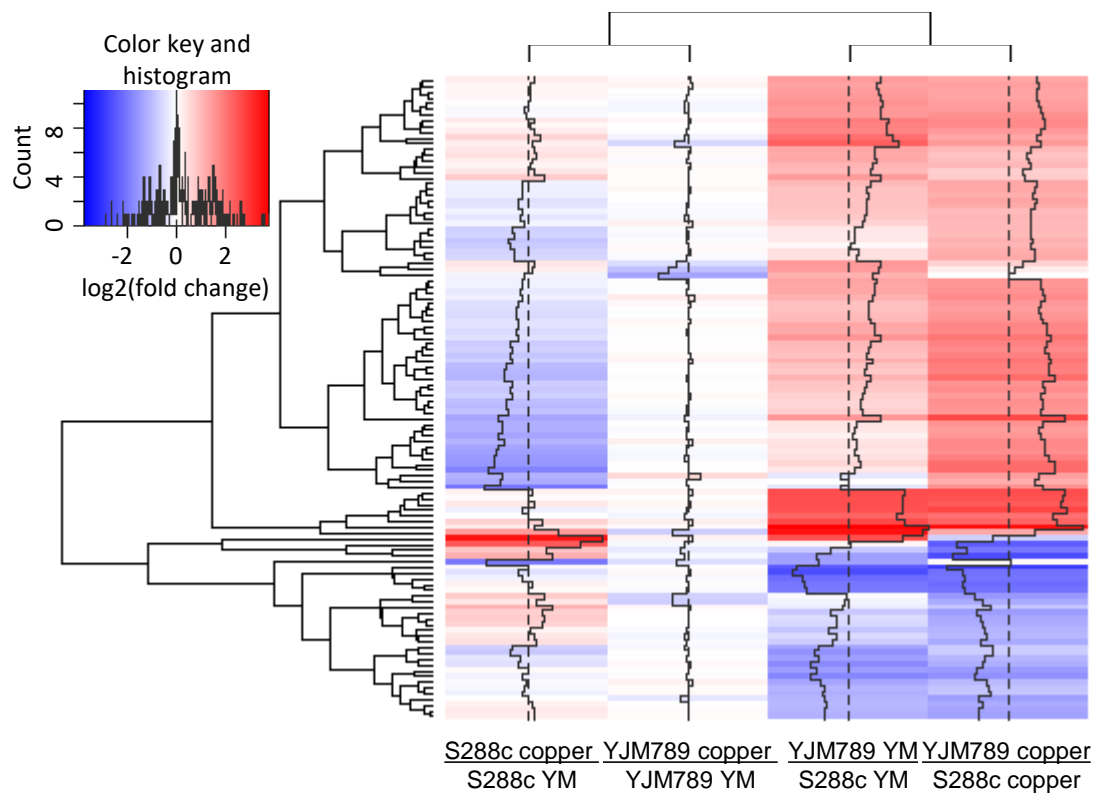 Color key and
histogram
Count
8
4
0
-2 0 2
log2(fold change)
S288c copper YJM789 copper YJM789 YM YJM789 copper
S288c YM YJM789 YM S288c YM S288c copper